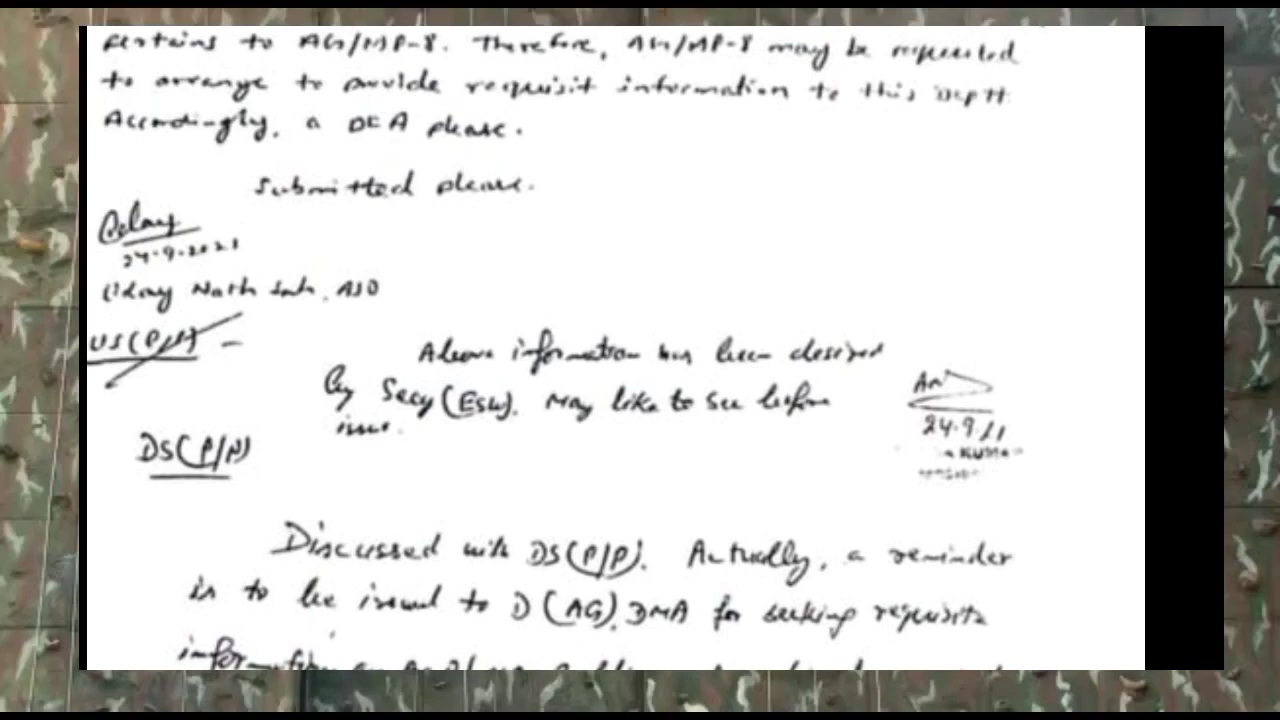 pertains to AG/MP-8. Therefore, AG/MP-8 may be requested
to arrange to provide requisit information to this Deptt.
Accordingly, a DFA please.
Submitted please.
24.9.2021
Uday Nath , ASO
US(P/P) -
Above information has been desired
by Secy (ESW). May like to see before
issue.
24.9
DS(P/P)
Discussed with DS(P/P). Actually, a reminder
is to be issued to D(AG), DMA for seeking requisite
information